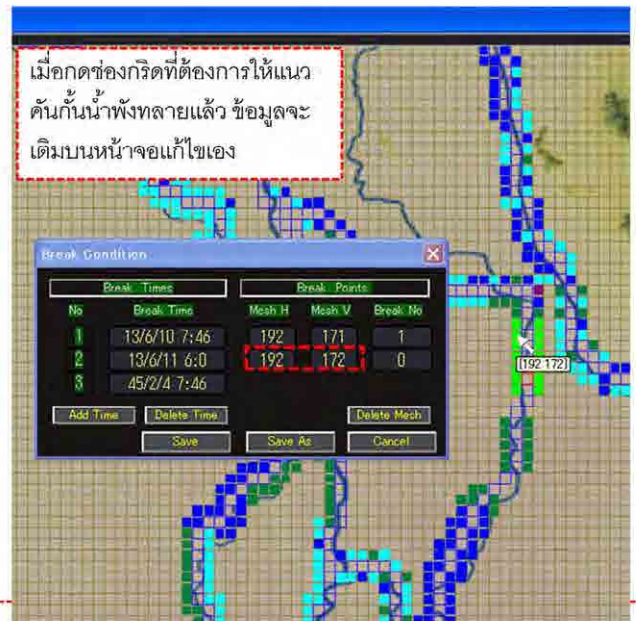 เมื่อกดช่องกริดที่ต้องการให้แนว
คันกั้นน้ำพังทลายแล้ว ข้อมูลจะ
เติมบนหน้าจอแก้ไขเอง
Break Condition
Break Times Break Points
No Break Time Mesh H Mesh V Break No
1 13/6/10 7:46 192 171 1
2 13/6/11 6:0 192 172 0
3 45/2/4 7:46
Add Time Delete Time Delete Mesh
Save Save As Cancel
[192 172]